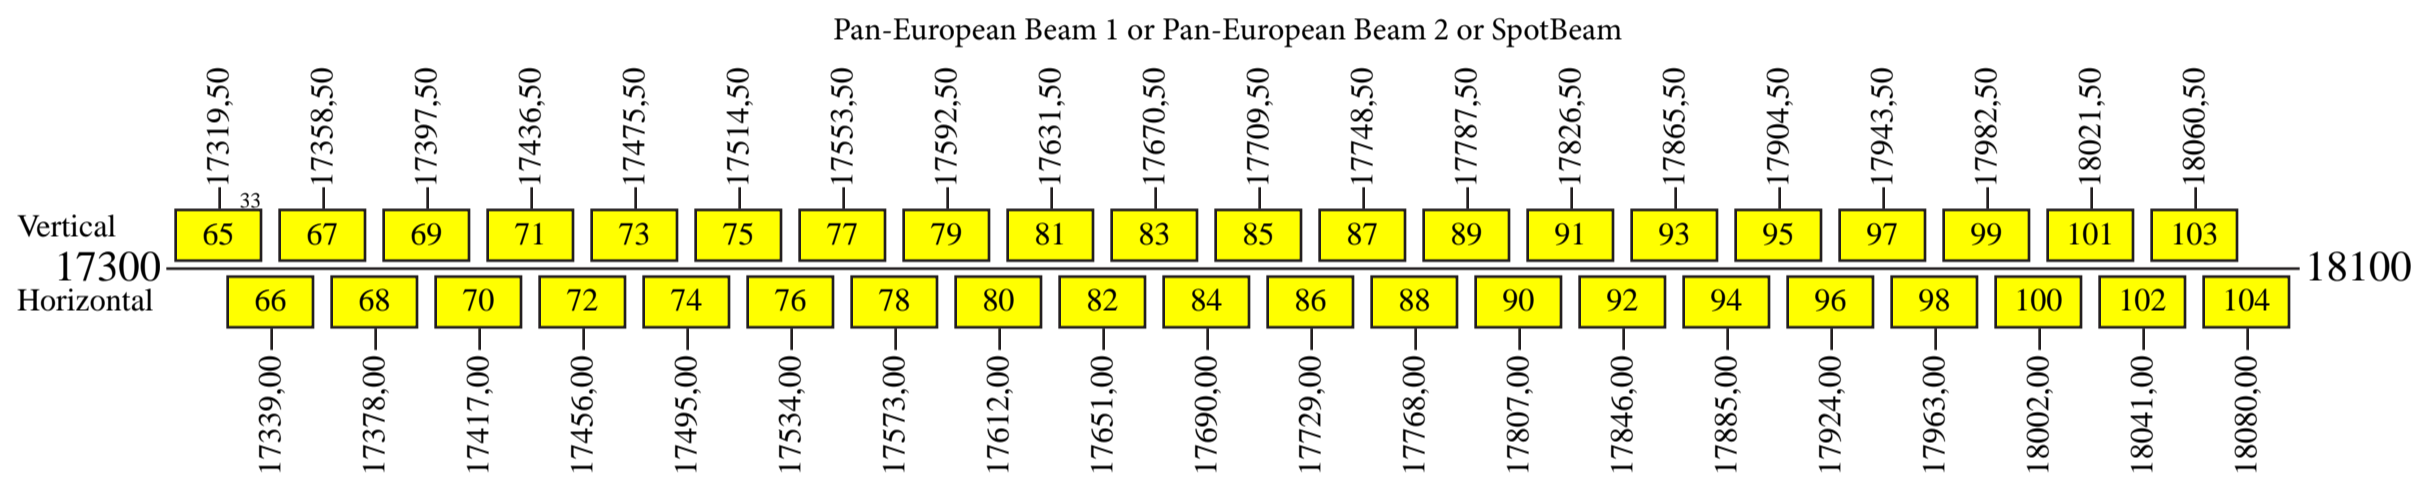 Pan-European Beam 1 or Pan-European Beam 2 or SpotBeam
17319,50 17358,50 17397,50 17436,50 17475,50 17514,50 17553,50 17592,50 17631,50 17670,50 17709,50 17748,50 17787,50 17826,50 17865,50 17904,50 17943,50 17982,50 18021,50 18060,50
33
Vertical 65 67 69 71 73 75 77 79 81 83 85 87 89 91 93 95 97 99 101 103
17300 18100
Horizontal 66 68 70 72 74 76 78 80 82 84 86 88 90 92 94 96 98 100 102 104
17339,00 17378,00 17417,00 17456,00 17495,00 17534,00 17573,00 17612,00 17651,00 17690,00 17729,00 17768,00 17807,00 17846,00 17885,00 17924,00 17963,00 18002,00 18041,00 18080,00